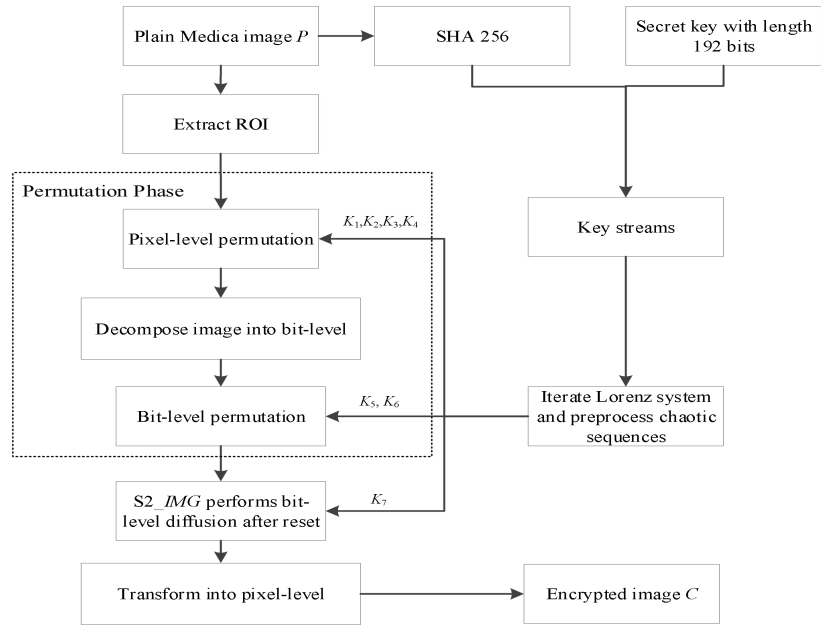 Plain Medica image P
SHA 256
Secret key with length
192 bits
Extract ROI
Permutation Phase
Pixel-level permutation
K1,K2,K3,K4
Key streams
Decompose image into bit-level
Bit-level permutation
K5, K6
Iterate Lorenz system
and preprocess chaotic
sequences
S2_IMG performs bit-
level diffusion after reset
K7
Transform into pixel-level
Encrypted image C